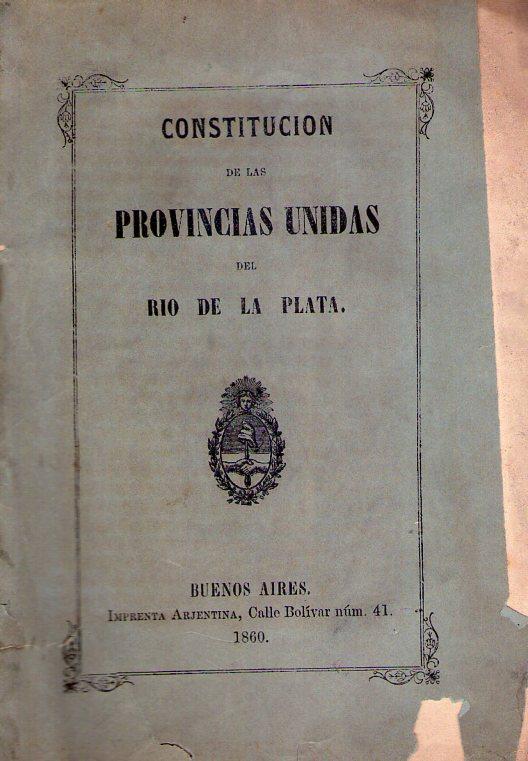 CONSTITUCION
DE LAS
PROVINCIAS UNIDAS
DEL
RIO DE LA PLATA.
BUENOS AIRES.
IMPRENTA ARJENTINA, Calle Bolívar núm. 41.
1860.